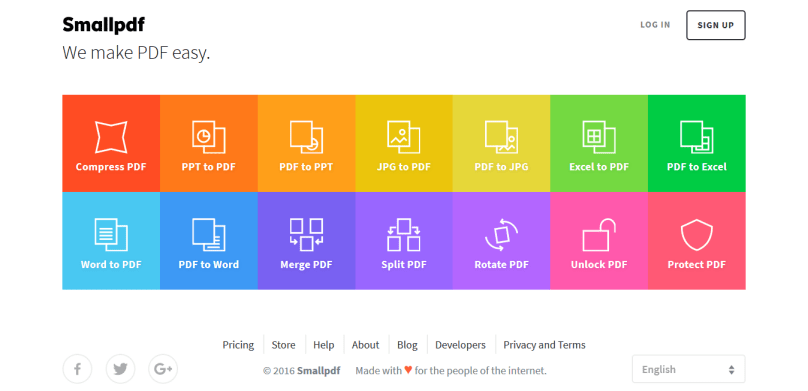 Smallpdf
LOG IN
SIGN UP
We make PDF easy.
Compress PDF
PPT to PDF
PDF to PPT
JPG to PDF
PDF to JPG
Excel to PDF
PDF to Excel
Word to PDF
PDF to Word
Merge PDF
Split PDF
Rotate PDF
Unlock PDF
Protect PDF
Pricing
Store
Help
About
Blog
Developers
Privacy and Terms
f
G+
© 2016 Smallpdf
Made with ♥ for the people of the internet.
English